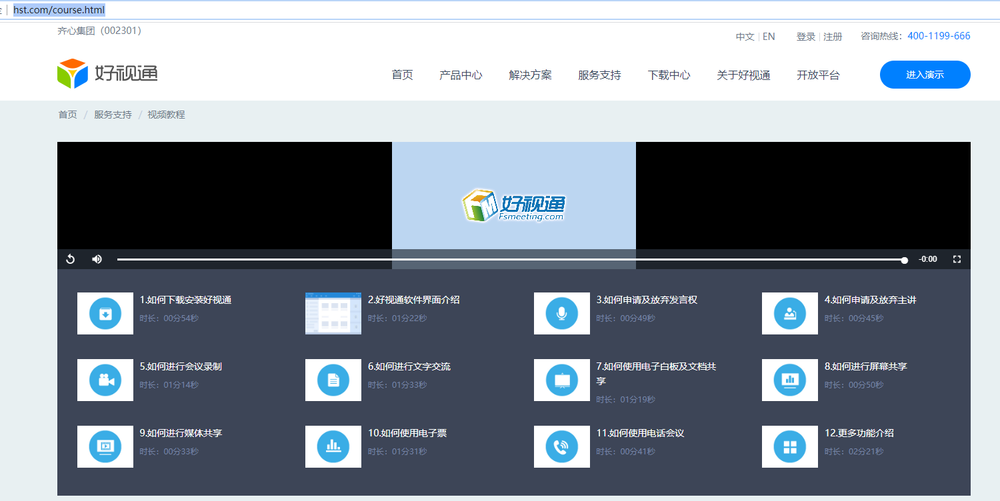 hst.com/course.html
齐心集团（002301）
中文 | EN 登录 | 注册 咨询热线：400-1199-666
好视通 首页 产品中心 解决方案 服务支持 下载中心 关于好视通 开放平台 进入演示
首页 / 服务支持 / 视频教程
好视通
Fsmeeting.com
-0:00
1.如何下载安装好视通
时长：00分54秒
2.好视通软件界面介绍
时长：01分22秒
3.如何申请及放弃发言权
时长：00分49秒
4.如何申请及放弃主讲
时长：00分45秒
5.如何进行会议录制
时长：01分14秒
6.如何进行文字交流
时长：01分33秒
7.如何使用电子白板及文档共
享
时长：01分19秒
8.如何进行屏幕共享
时长：00分50秒
9.如何进行媒体共享
时长：00分33秒
10.如何使用电子票
时长：01分31秒
11.如何使用电话会议
时长：00分41秒
12.更多功能介绍
时长：02分21秒